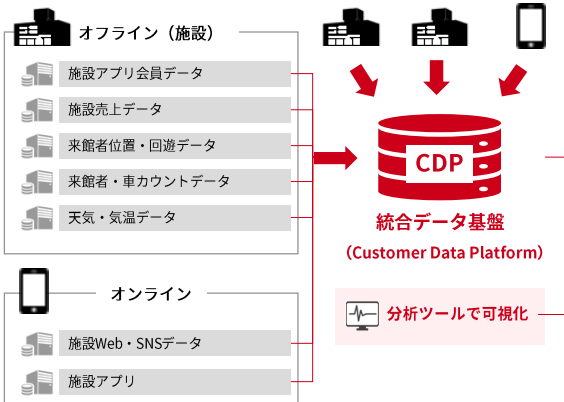 オフライン（施設）
施設アプリ会員データ
施設売上データ
来館者位置・回遊データ
来館者・車カウントデータ
天気・気温データ
オンライン
施設Web・SNSデータ
施設アプリ
CDP
統合データ基盤
（Customer Data Platform）
分析ツールで可視化